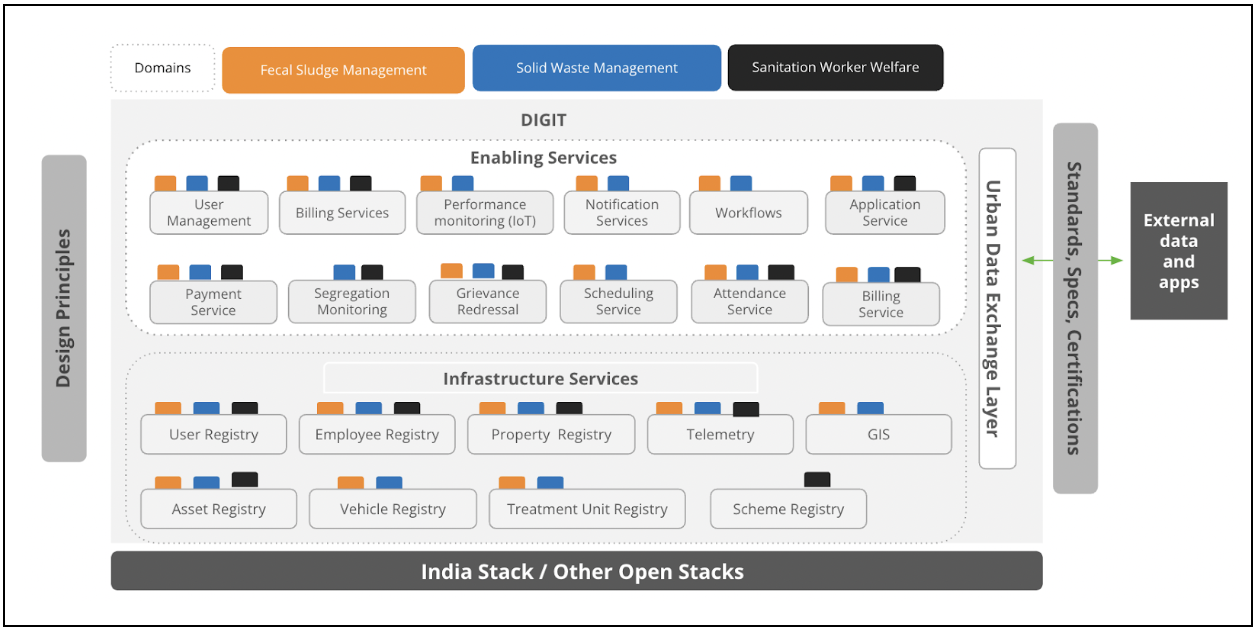 Domains
Fecal Sludge Management
Solid Waste Management
Sanitation Worker Welfare
DIGIT
Enabling Services
User
Management
Billing Services
Performance
monitoring (IoT)
Notification
Services
Workflows
Application
Service
Payment
Service
Segregation
Monitoring
Grievance
Redressal
Scheduling
Service
Attendance
Service
Billing
Service
Infrastructure Services
User Registry
Employee Registry
Property Registry
Telemetry
GIS
Asset Registry
Vehicle Registry
Treatment Unit Registry
Scheme Registry
India Stack / Other Open Stacks
Design Principles
Urban Data Exchange Layer
Standards, Specs, Certifications
External
data
and
apps